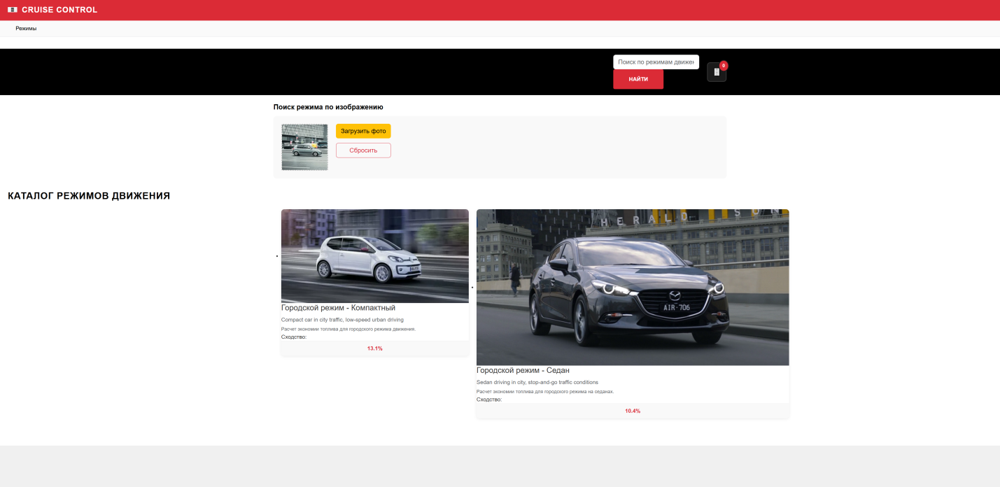 CRUISE CONTROL
Режимы
Поиск по режимам движен
0
НАЙТИ
Поиск режима по изображению
Загрузить фото
Сбросить
КАТАЛОГ РЕЖИМОВ ДВИЖЕНИЯ
Городской режим - Компактный
Compact car in city traffic, low-speed urban driving
Расчет экономии топлива для городского режима движения.
Сходство:
13.1%
HERALD SUN
AIR·706
Городской режим - Седан
Sedan driving in city, stop-and-go traffic conditions
Расчет экономии топлива для городского режима на седанах.
Сходство:
10.4%